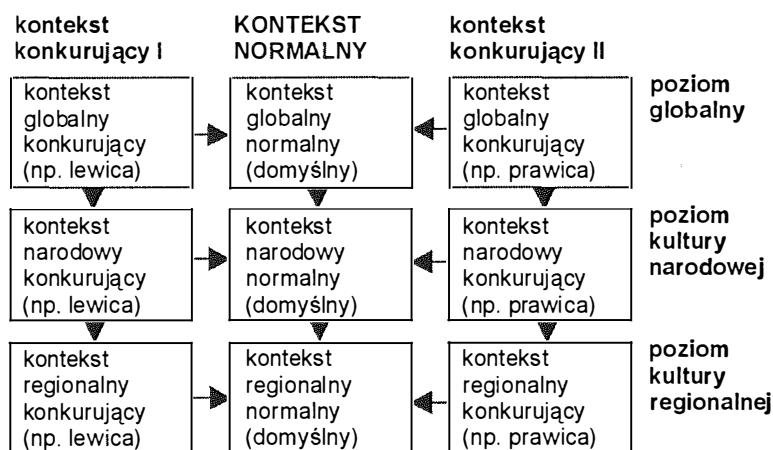 kontekst
konkurujący I
KONTEKST
NORMALNY
kontekst
konkurujący II
kontekst
globalny
konkurujący
(np. lewica)
kontekst
globalny
normalny
(domyślny)
kontekst
globalny
konkurujący
(np. prawica)
poziom
globalny
kontekst
narodowy
konkurujący
(np. lewica)
kontekst
narodowy
normalny
(domyślny)
kontekst
narodowy
konkurujący
(np. prawica)
poziom
kultury
narodowej
kontekst
regionalny
konkurujący
(np. lewica)
kontekst
regionalny
normalny
(domyślny)
kontekst
regionalny
konkurujący
(np. prawica)
poziom
kultury
regionalnej